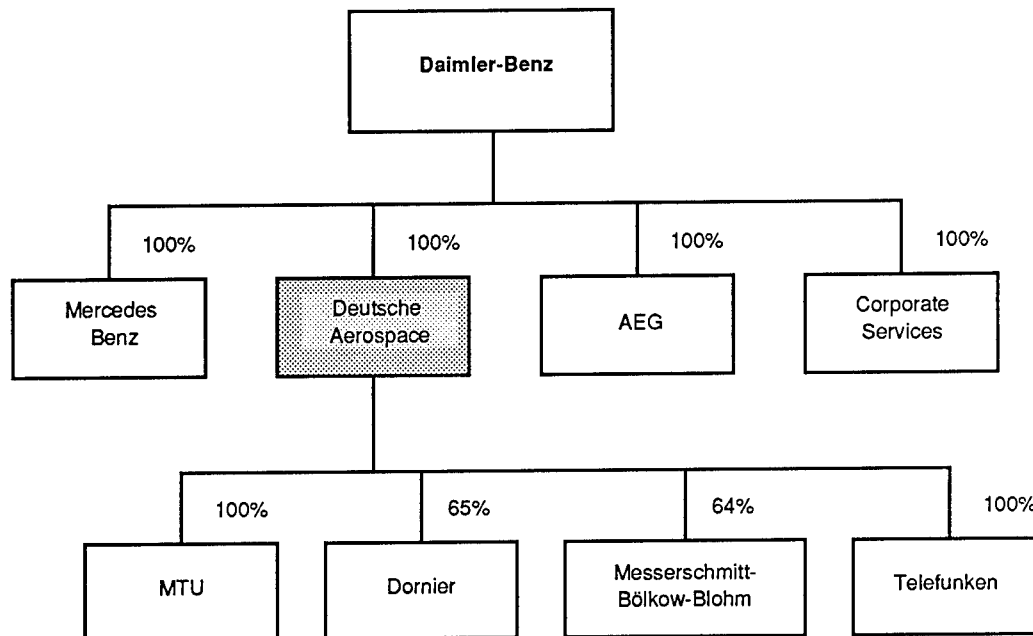 Daimler-Benz
100%
100%
100%
100%
Mercedes
Benz
Deutsche
Aerospace
AEG
Corporate
Services
100%
65%
64%
100%
MTU
Dornier
Messerschmitt-
Bölkow-Blohm
Telefunken